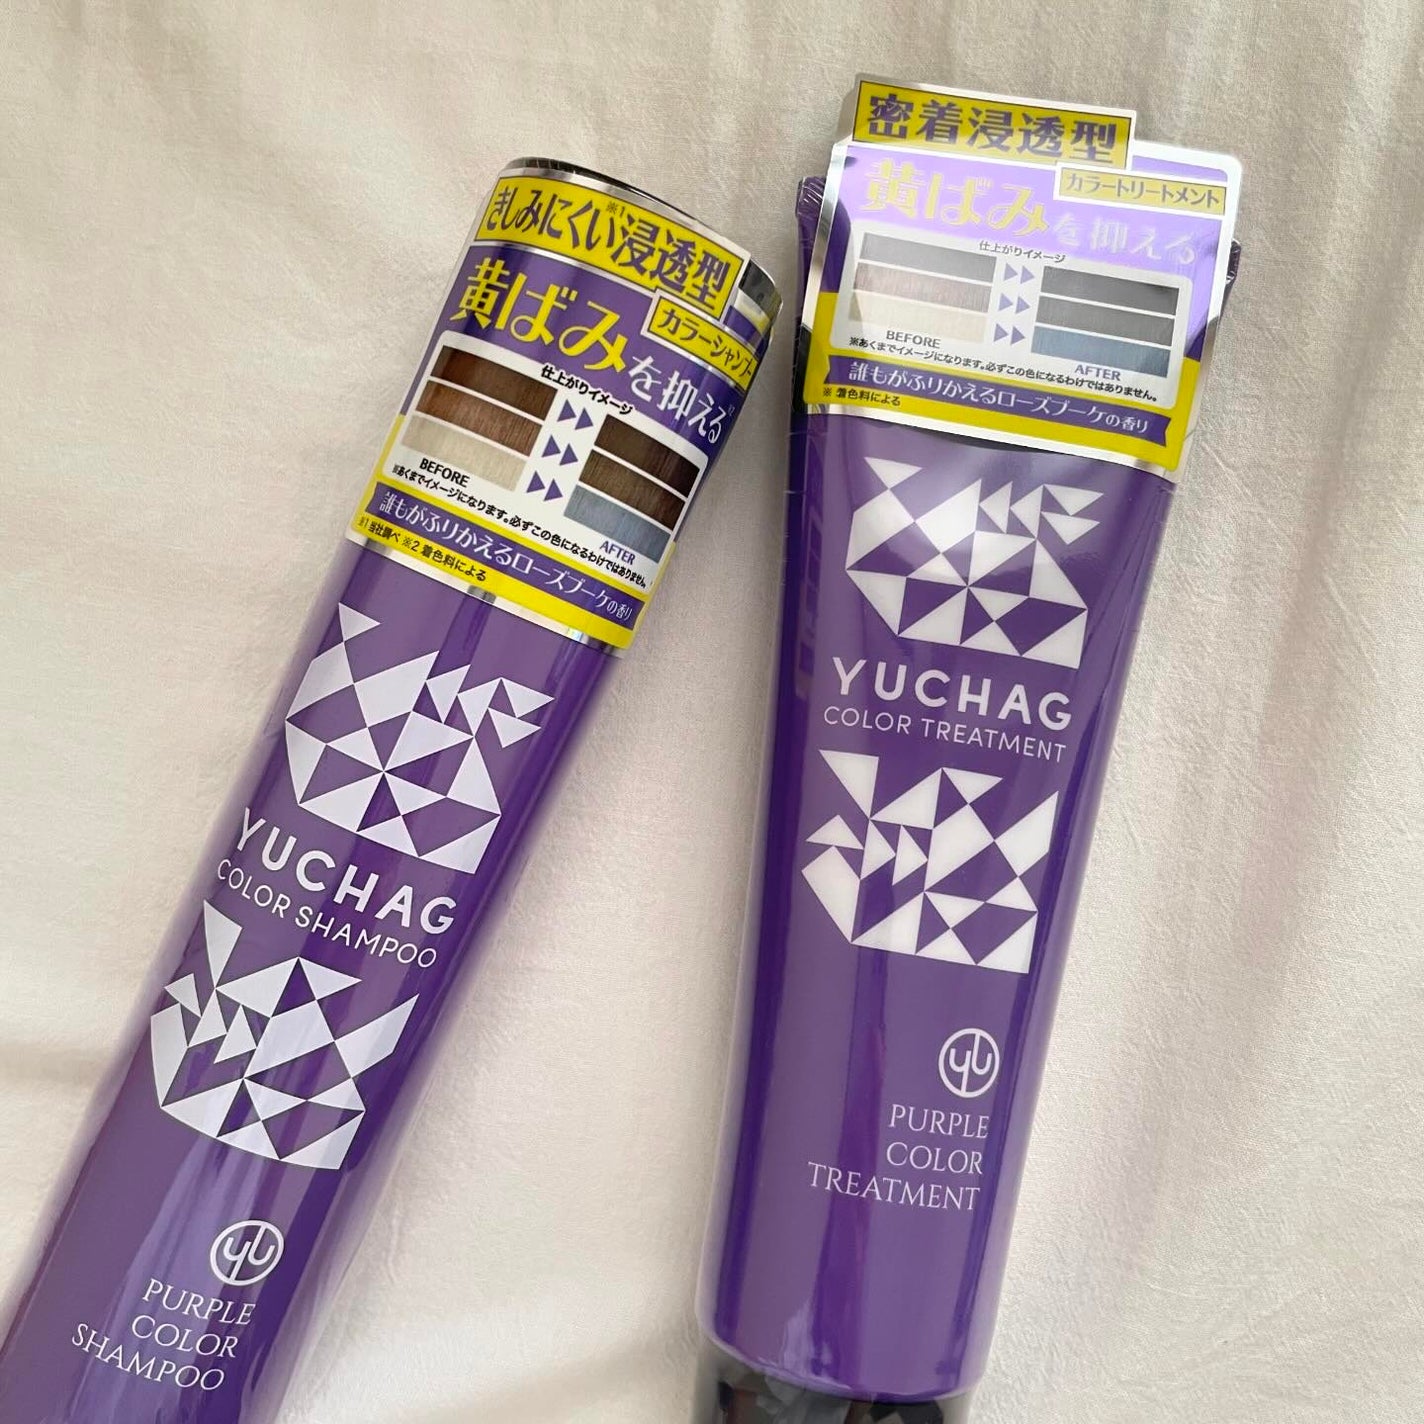 きしみにくい※1浸透型
カラーシャンプー
黄ばみを抑える※2
仕上がりイメージ
BEFORE
AFTER
※あくまでイメージになります。必ずこの色になるわけではありません。
誰もがふりかえるローズブーケの香り
※1 当社調べ ※2 着色料による
YUCHAG
COLOR SHAMPOO
yu
PURPLE
COLOR
SHAMPOO
密着浸透型
カラートリートメント
黄ばみを抑える
仕上がりイメージ
BEFORE
AFTER
※あくまでイメージになります。必ずこの色になるわけではありません。
誰もがふりかえるローズブーケの香り
※ 着色料による
YUCHAG
COLOR TREATMENT
yu
PURPLE
COLOR
TREATMENT